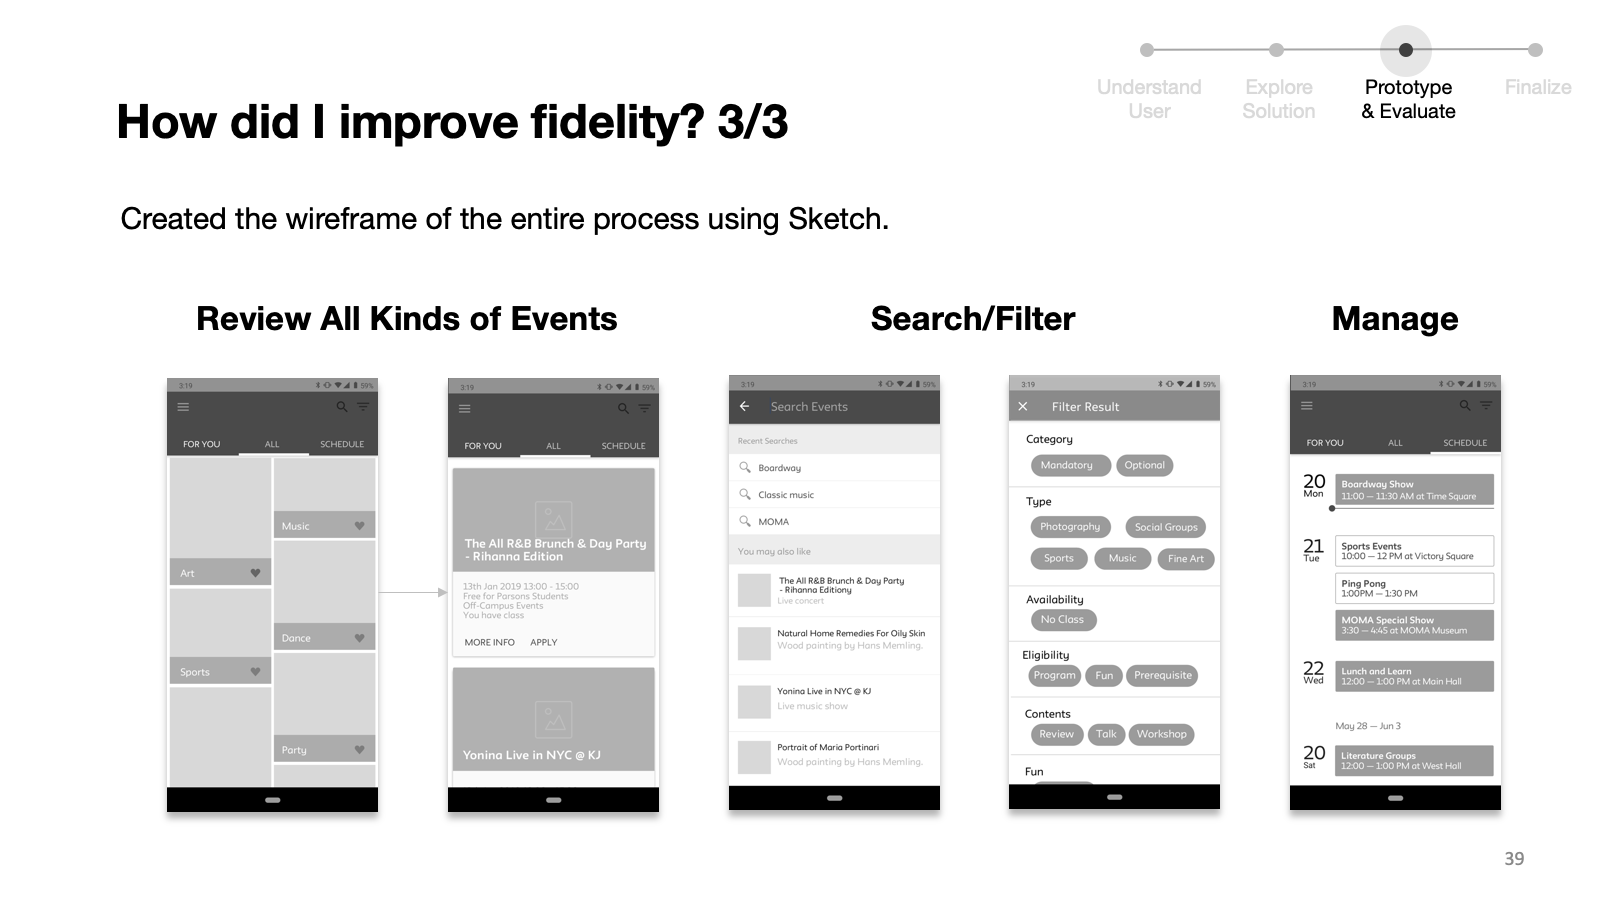 Understand
User
Explore
Solution
Prototype
& Evaluate
Finalize
How did I improve fidelity? 3/3
Created the wireframe of the entire process using Sketch.
Review All Kinds of Events
Search/Filter
Manage
3:19
59%
FOR YOU
ALL
SCHEDULE
Music
Art
Dance
Sports
Party
3:19
59%
FOR YOU
ALL
SCHEDULE
The All R&B Brunch & Day Party
- Rihanna Edition
13th Jan 2019 13:00 - 15:00
Free for Parsons Students
Off-Campus Events
You have class
MORE INFO
APPLY
Yonina Live in NYC @ KJ
3:19
59%
Search Events
Recent Searches
Boardway
Classic music
MOMA
You may also like
The All R&B Brunch & Day Party
- Rihanna Editiony
Live concert
Natural Home Remedies For Oily Skin
Wood painting by Hans Memling.
Yonina Live in NYC @ KJ
Live music show
Portrait of Maria Portinari
Wood painting by Hans Memling.
3:19
59%
Filter Result
Category
Mandatory
Optional
Type
Photography
Social Groups
Sports
Music
Fine Art
Availability
No Class
Eligibility
Program
Fun
Prerequisite
Contents
Review
Talk
Workshop
Fun
3:19
59%
FOR YOU
ALL
SCHEDULE
20
Mon
Boardway Show
11:00 — 11:30 AM at Time Square
21
Tue
Sports Events
10:00 — 12 PM at Victory Square
Ping Pong
1:00PM — 1:30 PM
MOMA Special Show
3:30 — 4:45 at MOMA Museum
22
Wed
Lunch and Learn
12:00 — 1:00 PM at Main Hall
May 28 — Jun 3
20
Sat
Literature Groups
12:00 — 1:00 PM at West Hall
39